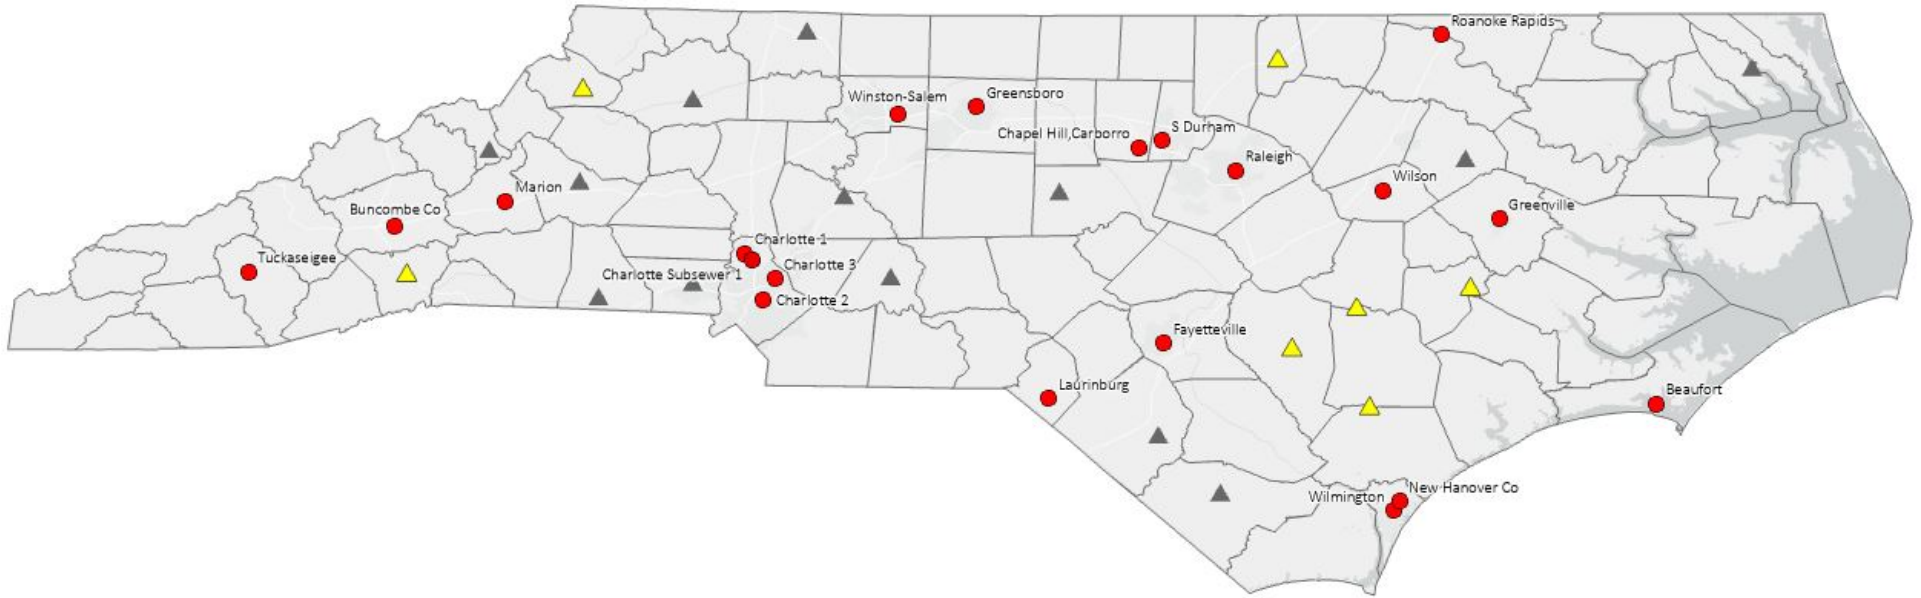 Roanoke Rapids
Winston-Salem
Greensboro
Chapel Hill,Carborro
S Durham
Raleigh
Marion
Wilson
Buncombe Co
Greenville
Tuckaseigee
Charlotte 1
Charlotte Subsewer 1
Charlotte 3
Charlotte 2
Fayetteville
Laurinburg
Beaufort
Wilmington
New Hanover Co